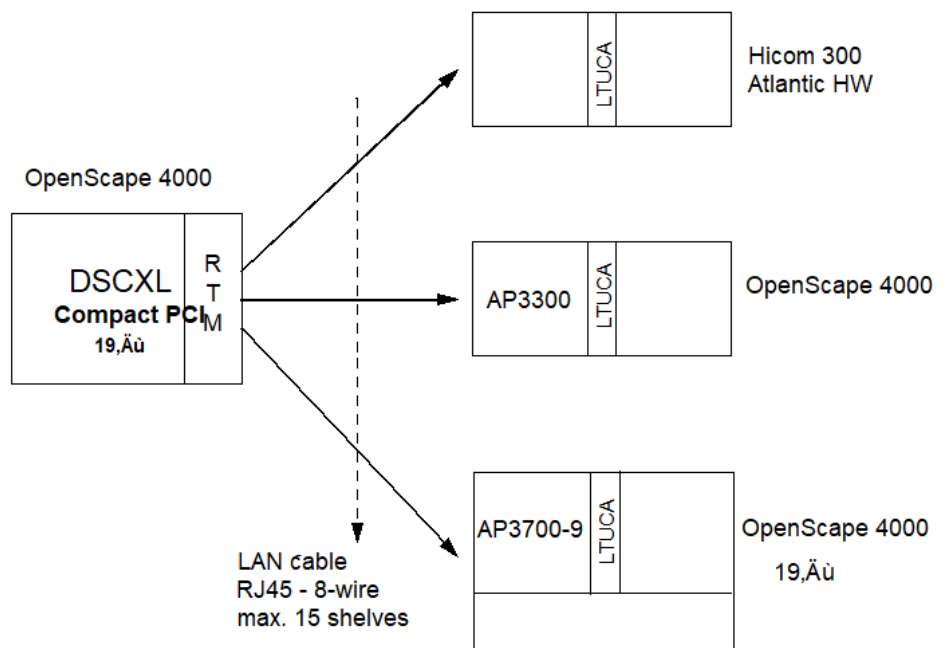 Hicom 300
Atlantic HW
LTUCA
OpenScape 4000
DSCXL
Compact PCI
19‚Äù
R
T
M
AP3300
LTUCA
OpenScape 4000
AP3700-9
LTUCA
OpenScape 4000
19‚Äù
LAN cable
RJ45 - 8-wire
max. 15 shelves